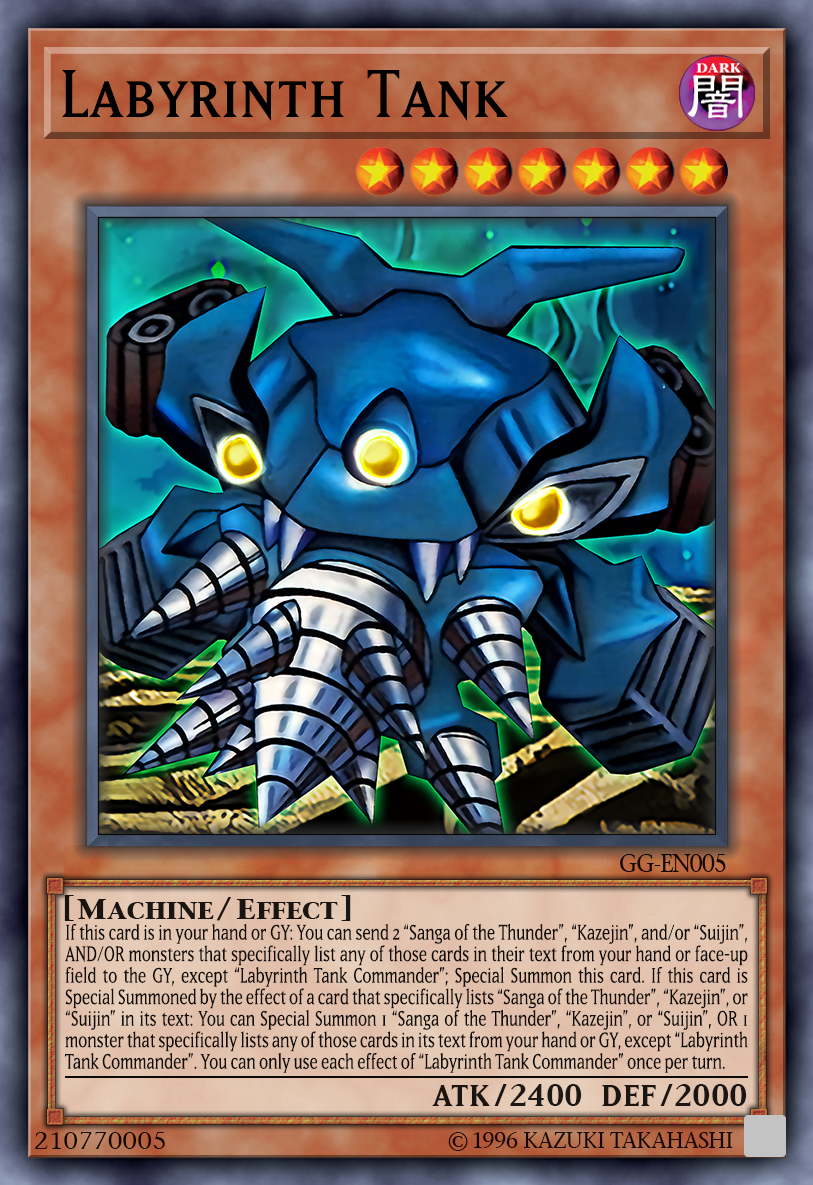 Labyrinth Tank
DARK
闇
GG-EN005
[Machine/Effect]
If this card is in your hand or GY: You can send 2 “Sanga of the Thunder”, “Kazejin”, and/or “Suijin”,
AND/OR monsters that specifically list any of those cards in their text from your hand or face-up
field to the GY, except “Labyrinth Tank Commander”; Special Summon this card. If this card is
Special Summoned by the effect of a card that specifically lists “Sanga of the Thunder”, “Kazejin”, or
“Suijin” in its text: You can Special Summon 1 “Sanga of the Thunder”, “Kazejin”, or “Suijin”, OR 1
monster that specifically lists any of those cards in its text from your hand or GY, except “Labyrinth
Tank Commander”. You can only use each effect of “Labyrinth Tank Commander” once per turn.
ATK/2400 DEF/2000
210770005
© 1996 KAZUKI TAKAHASHI